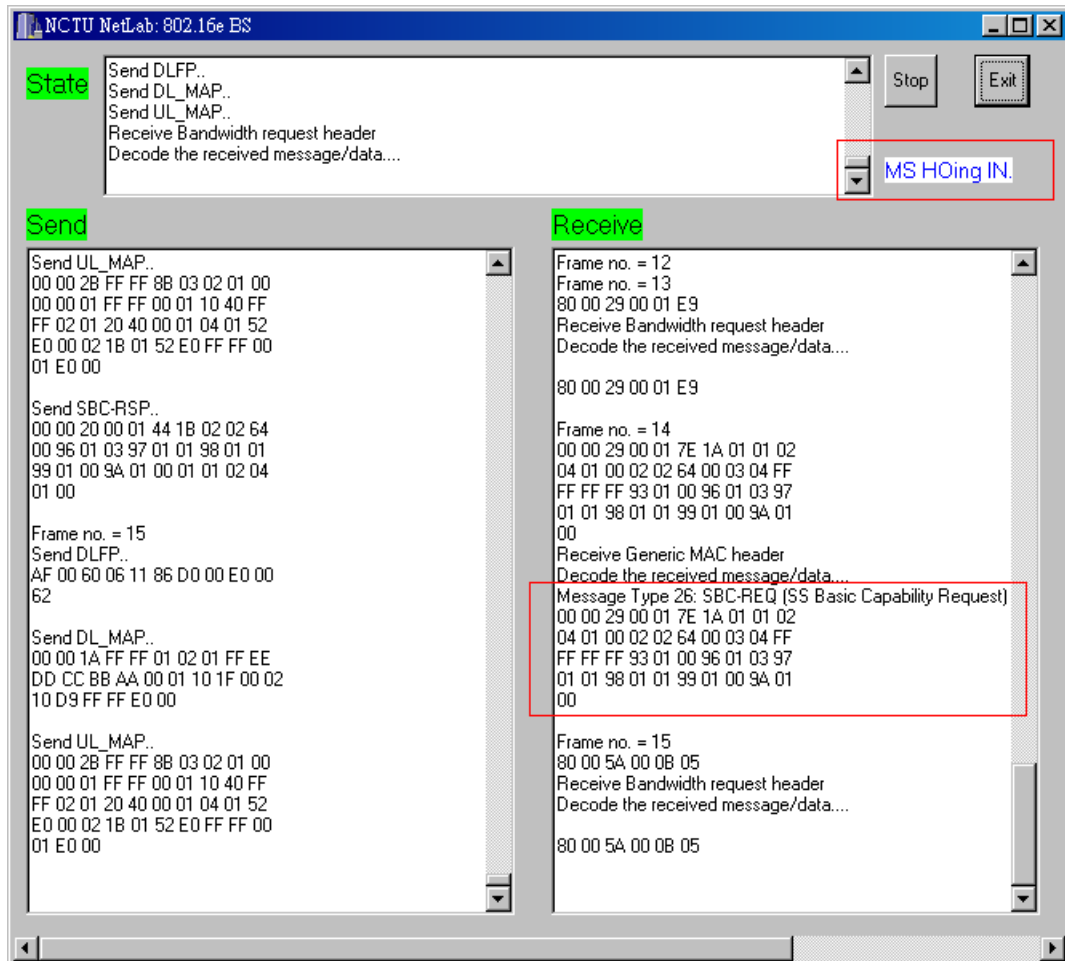 NCTU NetLab: 802.16e BS
State
Send DLFP..
Send DL_MAP..
Send UL_MAP..
Receive Bandwidth request header
Decode the received message/data....
Stop
Exit
MS HOing IN.
Send
Send UL_MAP..
00 00 2B FF FF 8B 03 02 01 00
00 00 01 FF FF 00 01 10 40 FF
FF 02 01 20 40 00 01 04 01 52
E0 00 02 1B 01 52 E0 FF FF 00
01 E0 00
Send SBC-RSP..
00 00 20 00 01 44 1B 02 02 64
00 96 01 03 97 01 01 98 01 01
99 01 00 9A 01 00 01 01 02 04
01 00
Frame no. = 15
Send DLFP..
AF 00 60 06 11 86 D0 00 E0 00
62
Send DL_MAP..
00 00 1A FF FF 01 02 01 FF EE
DD CC BB AA 00 01 10 1F 00 02
10 D9 FF FF E0 00
Send UL_MAP..
00 00 2B FF FF 8B 03 02 01 00
00 00 01 FF FF 00 01 10 40 FF
FF 02 01 20 40 00 01 04 01 52
E0 00 02 1B 01 52 E0 FF FF 00
01 E0 00
Receive
Frame no. = 12
Frame no. = 13
80 00 29 00 01 E9
Receive Bandwidth request header
Decode the received message/data....
80 00 29 00 01 E9
Frame no. = 14
00 00 29 00 01 7E 1A 01 01 02
04 01 00 02 02 64 00 03 04 FF
FF FF FF 93 01 00 96 01 03 97
01 01 98 01 01 99 01 00 9A 01
00
Receive Generic MAC header
Decode the received message/data....
Message Type 26: SBC-REQ (SS Basic Capability Request)
00 00 29 00 01 7E 1A 01 01 02
04 01 00 02 02 64 00 03 04 FF
FF FF FF 93 01 00 96 01 03 97
01 01 98 01 01 99 01 00 9A 01
00
Frame no. = 15
80 00 5A 00 0B 05
Receive Bandwidth request header
Decode the received message/data....
80 00 5A 00 0B 05